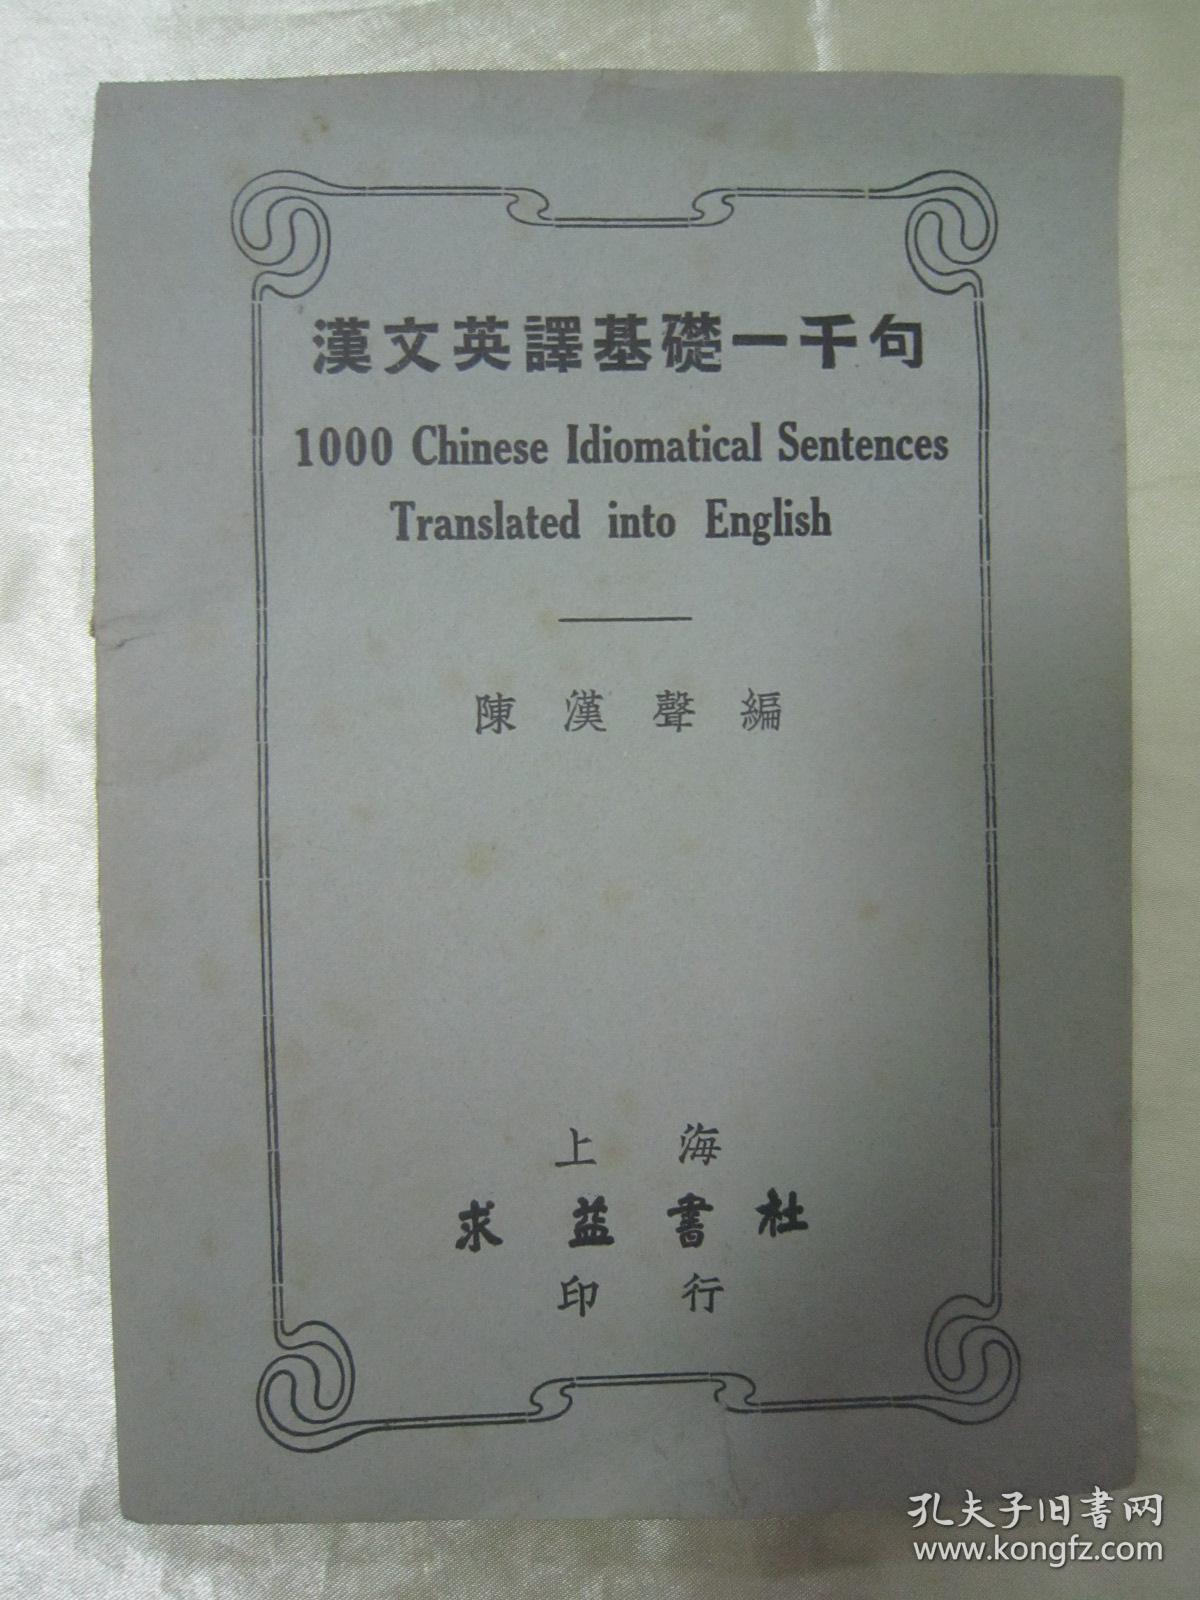 漢文英譯基礎一千句
1000 Chinese Idiomatical Sentences
Translated into English
陳漢聲編
上海
求益書社
印行
孔夫子旧書网
www.kongfz.com